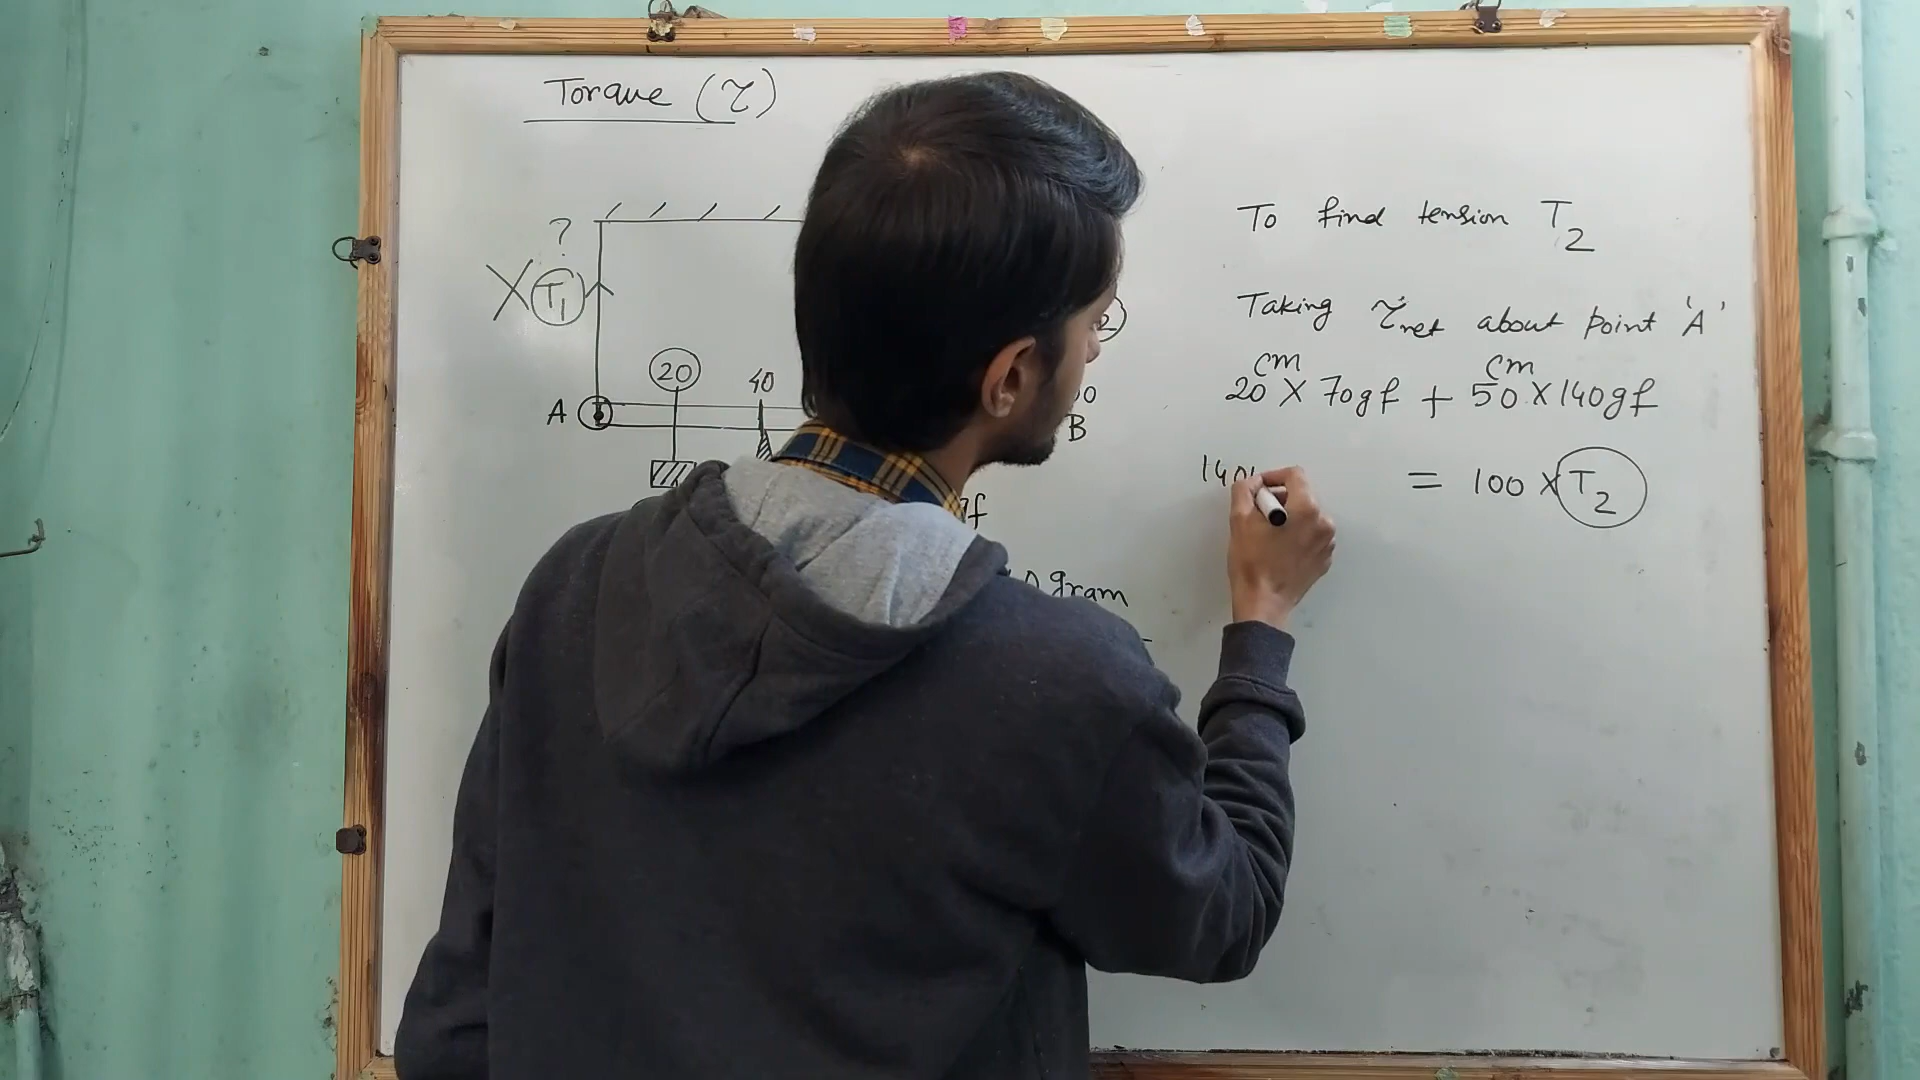 Torque (τ)
?
T1
20
40
A
B
gf
gram
To find tension T2
Taking τnet about point 'A'
20 cm X 70gf + 50 cm X 140gf
140 = 100 X T2